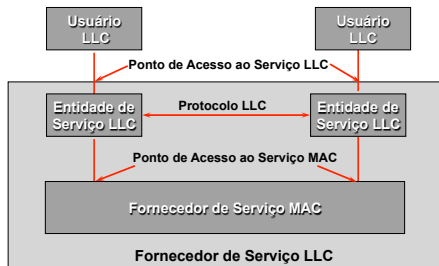 Usuário
LLC
Usuário
LLC
Ponto de Acesso ao Serviço LLC
Entidade de
Serviço LLC
Protocolo LLC
Entidade de
Serviço LLC
Ponto de Acesso ao Serviço MAC
Fornecedor de Serviço MAC
Fornecedor de Serviço LLC